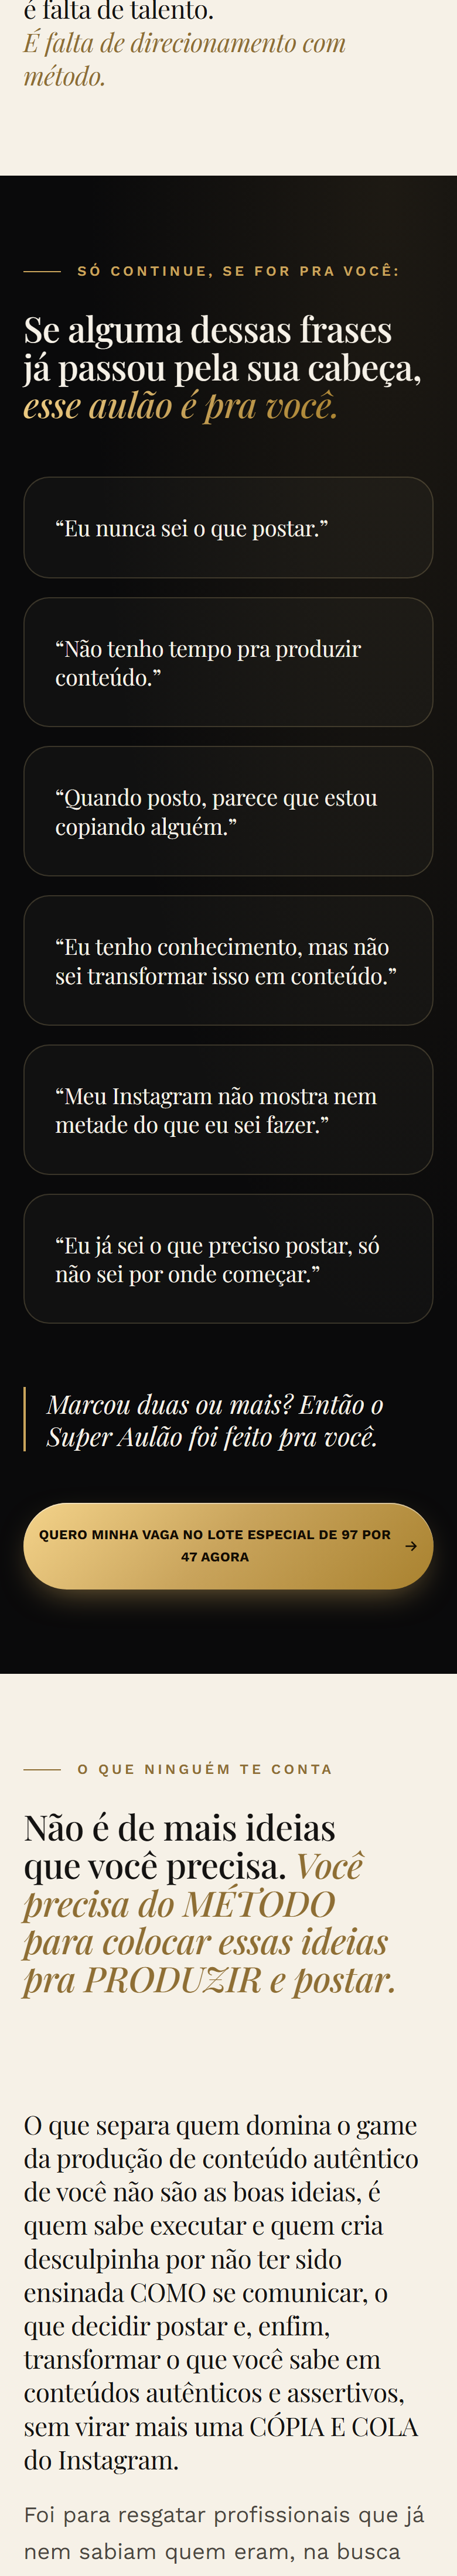 é falta de talento.
É falta de direcionamento com
método.
SÓ CONTINUE, SE FOR PRA VOCÊ:
Se alguma dessas frases
já passou pela sua cabeça,
esse aulão é pra você.
“Eu nunca sei o que postar.”
“Não tenho tempo pra produzir
conteúdo.”
“Quando posto, parece que estou
copiando alguém.”
“Eu tenho conhecimento, mas não
sei transformar isso em conteúdo.”
“Meu Instagram não mostra nem
metade do que eu sei fazer.”
“Eu já sei o que preciso postar, só
não sei por onde começar.”
Marcou duas ou mais? Então o
Super Aulão foi feito pra você.
QUERO MINHA VAGA NO LOTE ESPECIAL DE 97 POR
47 AGORA →
O QUE NINGUÉM TE CONTA
Não é de mais ideias
que você precisa. Você
precisa do MÉTODO
para colocar essas ideias
pra PRODUZIR e postar.
O que separa quem domina o game
da produção de conteúdo autêntico
de você não são as boas ideias, é
quem sabe executar e quem cria
desculpinha por não ter sido
ensinada COMO se comunicar, o
que decidir postar e, enfim,
transformar o que você sabe em
conteúdos autênticos e assertivos,
sem virar mais uma CÓPIA E COLA
do Instagram.
Foi para resgatar profissionais que já
nem sabiam quem eram, na busca